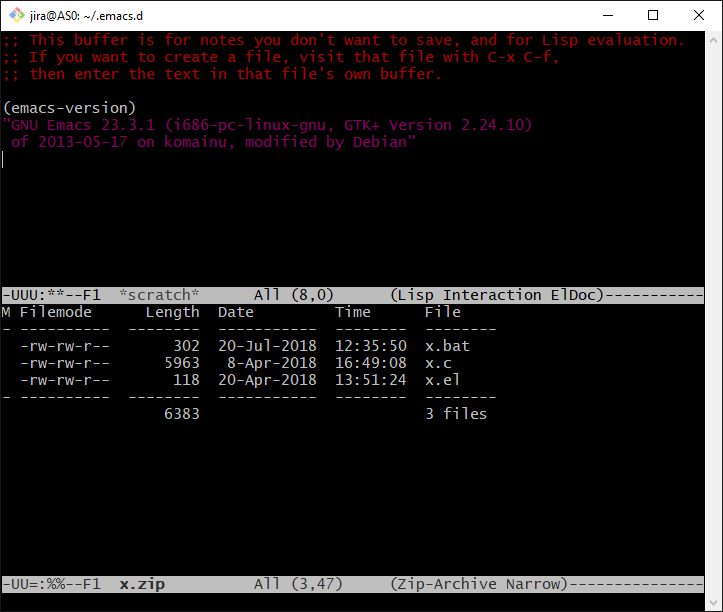 jira@AS0: ~/.emacs.d
;; This buffer is for notes you don't want to save, and for Lisp evaluation.
;; If you want to create a file, visit that file with C-x C-f,
;; then enter the text in that file's own buffer.
(emacs-version)
"GNU Emacs 23.3.1 (i686-pc-linux-gnu, GTK+ Version 2.24.10)
 of 2013-05-17 on komainu, modified by Debian"
-UUU:**--F1  *scratch*      All (8,0)      (Lisp Interaction ElDoc)-----------
M Filemode      Length  Date         Time      File
- ----------  --------  -----------  --------  --------
  -rw-rw-r--       302  20-Jul-2018  12:35:50  x.bat
  -rw-rw-r--      5963   8-Apr-2018  16:49:08  x.c
  -rw-rw-r--       118  20-Apr-2018  13:51:24  x.el
- ----------  --------  -----------  --------  --------
                  6383                         3 files
-UU=:%%--F1  x.zip          All (3,47)     (Zip-Archive Narrow)---------------